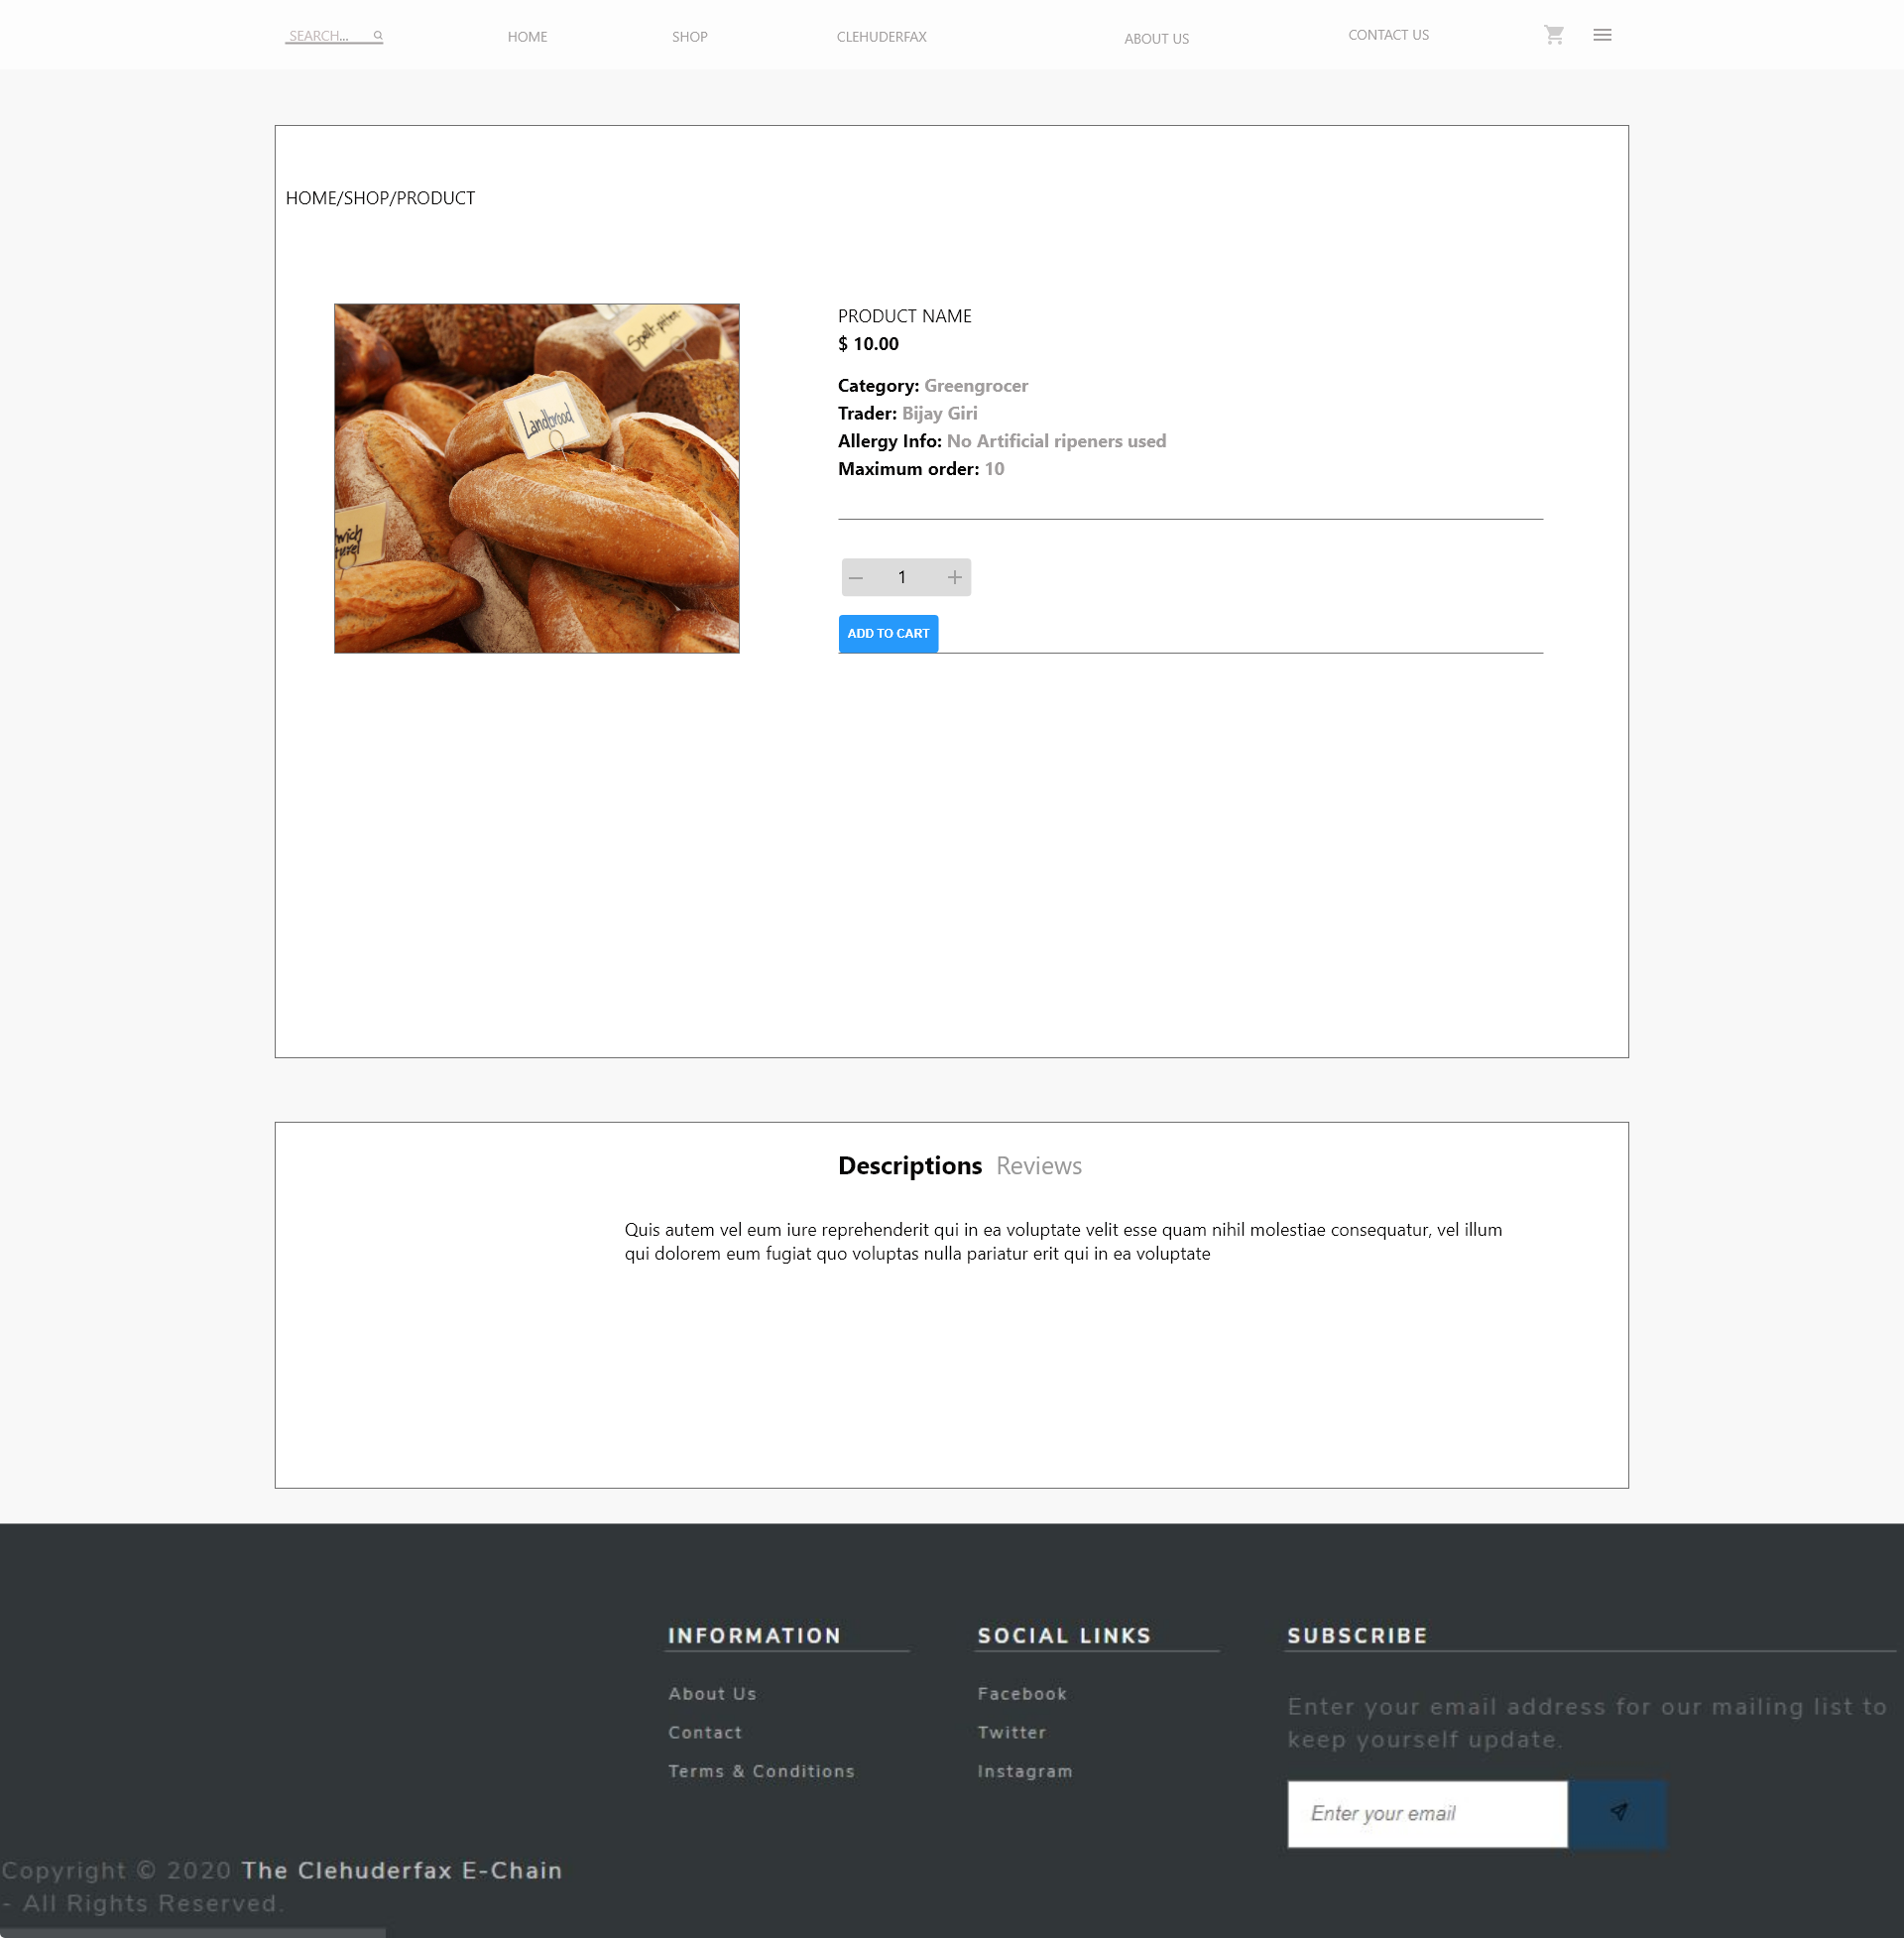 SEARCH...
HOME
SHOP
CLEHUDERFAX
ABOUT US
CONTACT US
HOME/SHOP/PRODUCT
Spelt-
Landbrood
PRODUCT NAME
$ 10.00
Category: Greengrocer
Trader: Bijay Giri
Allergy Info: No Artificial ripeners used
Maximum order: 10
1
ADD TO CART
Descriptions Reviews
Quis autem vel eum iure reprehenderit qui in ea voluptate velit esse quam nihil molestiae consequatur, vel illum
qui dolorem eum fugiat quo voluptas nulla pariatur erit qui in ea voluptate
INFORMATION
About Us
Contact
Terms & Conditions
SOCIAL LINKS
Facebook
Twitter
Instagram
SUBSCRIBE
Enter your email address for our mailing list to
keep yourself update.
Enter your email
Copyright © 2020 The Clehuderfax E-Chain
- All Rights Reserved.